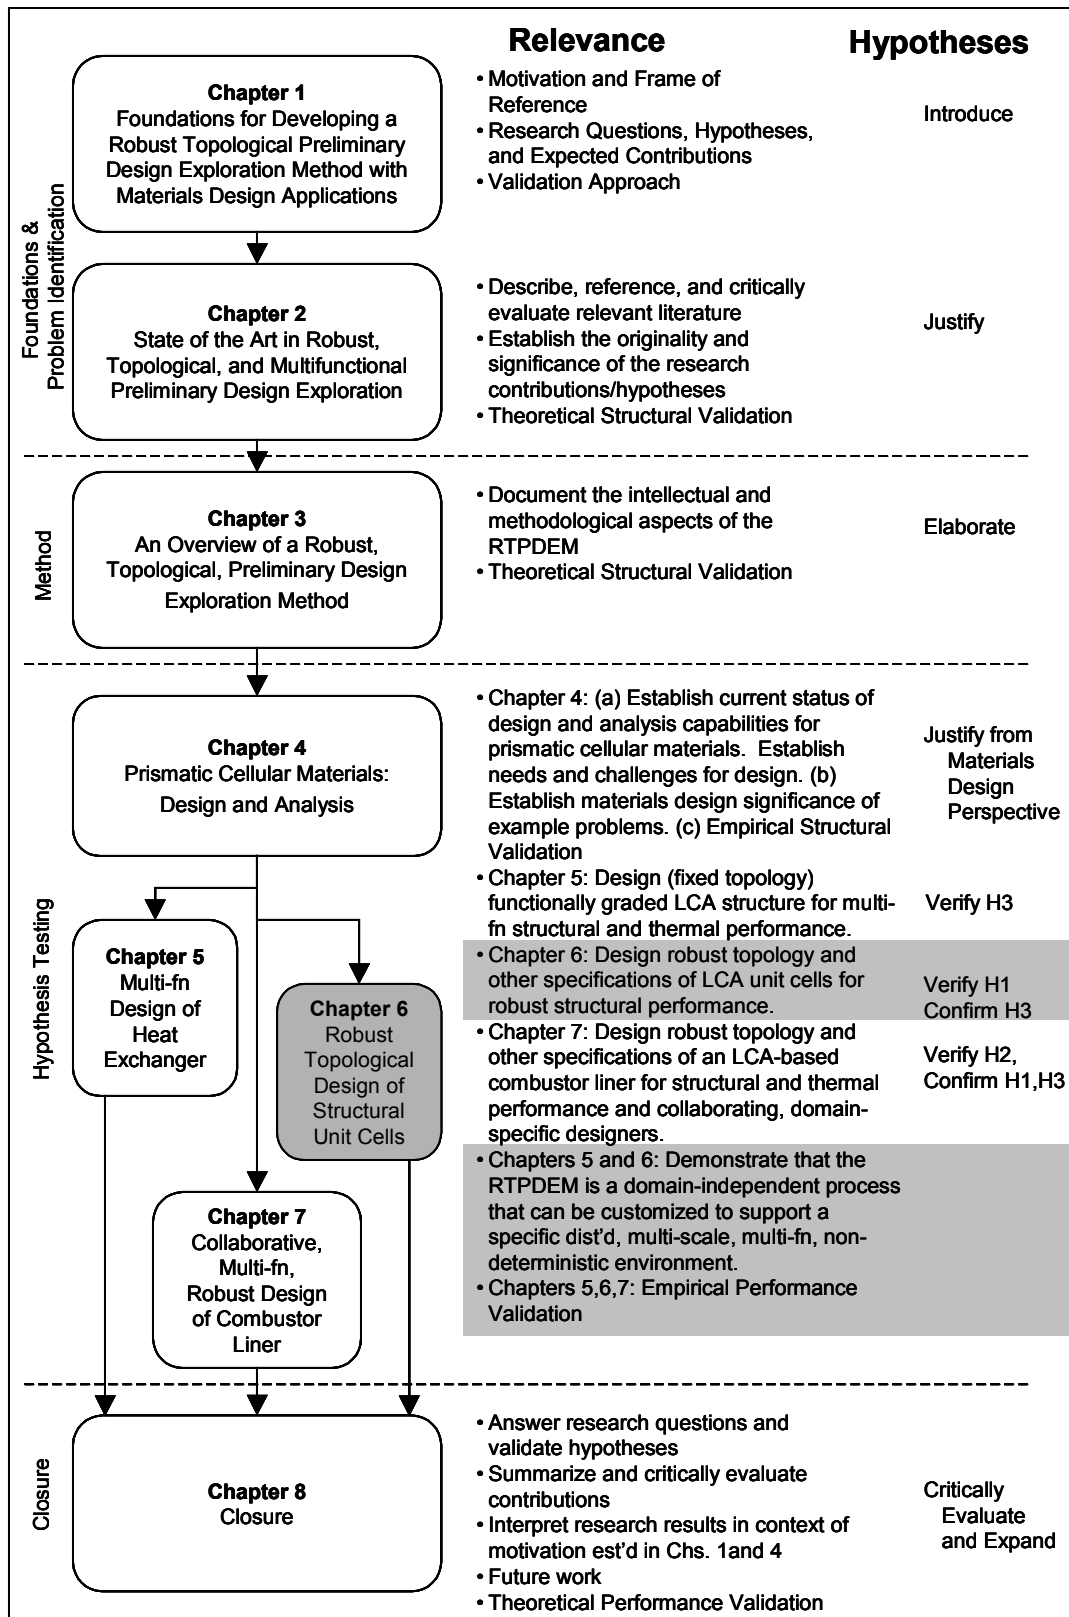 Relevance
Hypotheses
Foundations &
Problem Identification
Chapter 1
Foundations for Developing a
Robust Topological Preliminary
Design Exploration Method with
Materials Design Applications
• Motivation and Frame of
Reference
• Research Questions, Hypotheses,
and Expected Contributions
• Validation Approach
Introduce
Chapter 2
State of the Art in Robust,
Topological, and Multifunctional
Preliminary Design Exploration
• Describe, reference, and critically
evaluate relevant literature
• Establish the originality and
significance of the research
contributions/hypotheses
• Theoretical Structural Validation
Justify
Method
Chapter 3
An Overview of a Robust,
Topological, Preliminary Design
Exploration Method
• Document the intellectual and
methodological aspects of the
RTPDEM
• Theoretical Structural Validation
Elaborate
Hypothesis Testing
Chapter 4
Prismatic Cellular Materials:
Design and Analysis
• Chapter 4: (a) Establish current status of
design and analysis capabilities for
prismatic cellular materials. Establish
needs and challenges for design. (b)
Establish materials design significance of
example problems. (c) Empirical Structural
Validation
Justify from
Materials
Design
Perspective
Chapter 5
Multi-fn
Design of
Heat
Exchanger
• Chapter 5: Design (fixed topology)
functionally graded LCA structure for multi-
fn structural and thermal performance.
Verify H3
Chapter 6
Robust
Topological
Design of
Structural
Unit Cells
• Chapter 6: Design robust topology and
other specifications of LCA unit cells for
robust structural performance.
Verify H1
Confirm H3
Chapter 7
Collaborative,
Multi-fn,
Robust Design
of Combustor
Liner
• Chapter 7: Design robust topology and
other specifications of an LCA-based
combustor liner for structural and thermal
performance and collaborating, domain-
specific designers.
Verify H2,
Confirm H1,H3
• Chapters 5 and 6: Demonstrate that the
RTPDEM is a domain-independent process
that can be customized to support a
specific dist'd, multi-scale, multi-fn, non-
deterministic environment.
• Chapters 5,6,7: Empirical Performance
Validation
Closure
Chapter 8
Closure
• Answer research questions and
validate hypotheses
• Summarize and critically evaluate
contributions
• Interpret research results in context of
motivation est'd in Chs. 1and 4
• Future work
• Theoretical Performance Validation
Critically
Evaluate
and Expand